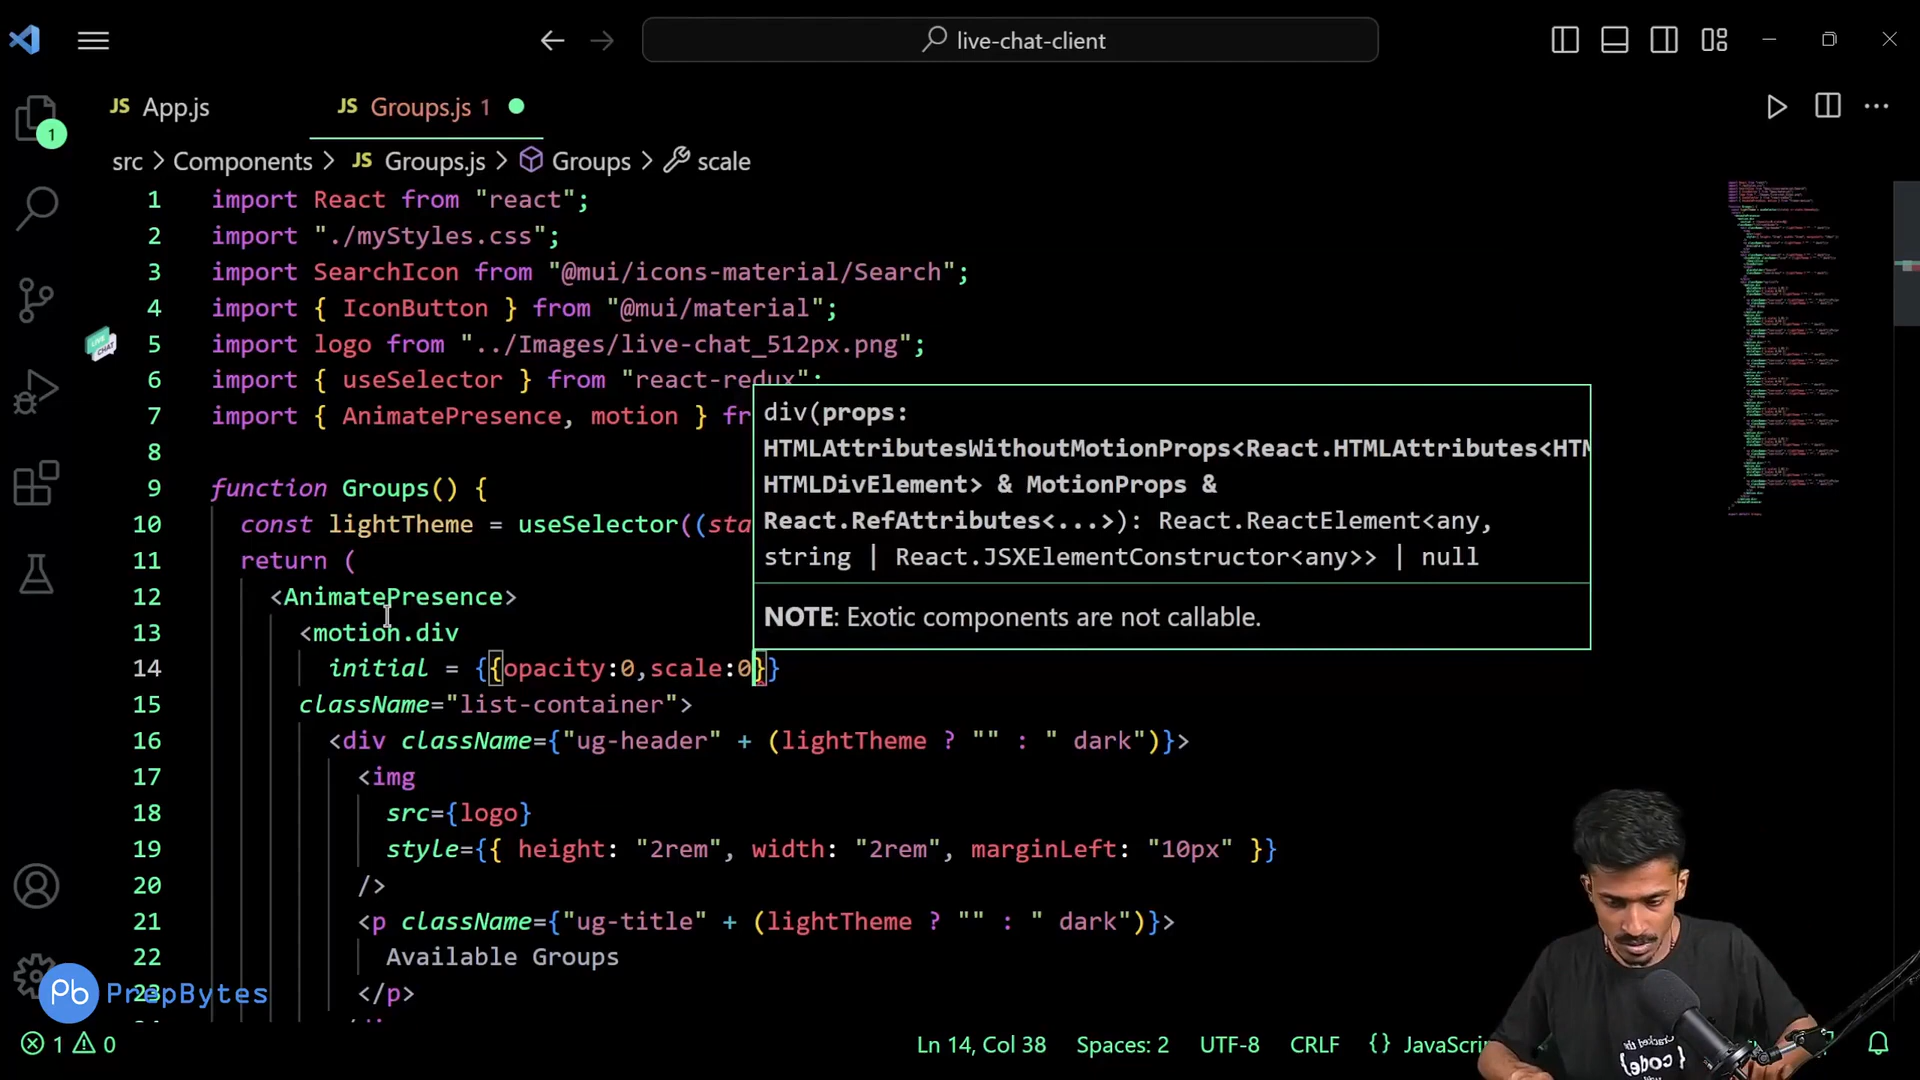 live-chat-client
JS App.js
JS Groups.js 1
1
src > Components > JS Groups.js > Groups > scale
1 import React from "react";
2 import "./myStyles.css";
3 import SearchIcon from "@mui/icons-material/Search";
4 import { IconButton } from "@mui/material";
LIVE CHAT
5 import logo from "../Images/live-chat_512px.png";
6 import { useSelector } from "react-redux";
7 import { AnimatePresence, motion } fr
8
9 function Groups() {
10 const lightTheme = useSelector((sta
11 return (
12 <AnimatePresence>
13 <motion.div
14 initial = {{opacity:0,scale:0}}
15 className="list-container">
16 <div className={"ug-header" + (lightTheme ? "" : " dark")}>
17 <img
18 src={logo}
19 style={{ height: "2rem", width: "2rem", marginLeft: "10px" }}
20 />
21 <p className={"ug-title" + (lightTheme ? "" : " dark")}>
22 Available Groups
23 </p>
div(props:
HTMLAttributesWithoutMotionProps<React.HTMLAttributes<HTM
HTMLDivElement> & MotionProps &
React.RefAttributes<...>): React.ReactElement<any,
string | React.JSXElementConstructor<any>> | null
NOTE: Exotic components are not callable.
Pb PrepBytes
Cracked the
{ code }
1 0
Ln 14, Col 38
Spaces: 2
UTF-8
CRLF
{} JavaScri